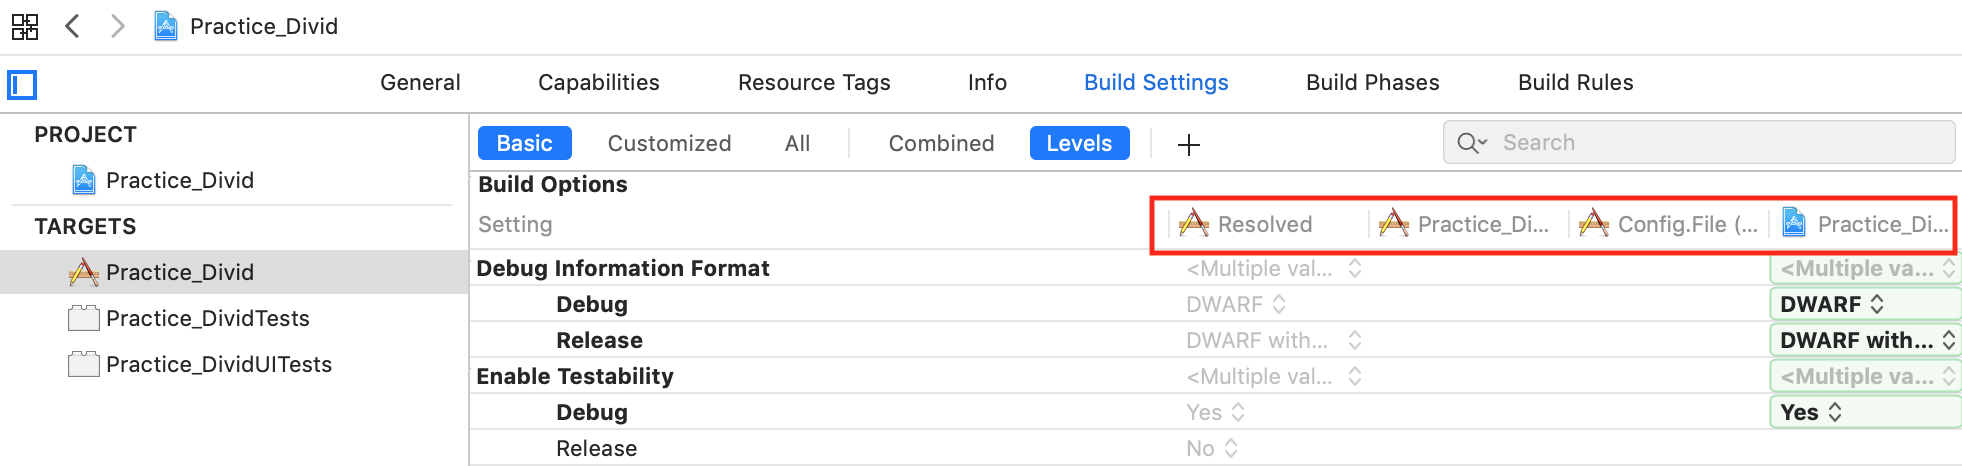 Practice_Divid
General Capabilities Resource Tags Info Build Settings Build Phases Build Rules
PROJECT
Practice_Divid
TARGETS
Practice_Divid
Practice_DividTests
Practice_DividUITests
Basic Customized All Combined Levels + Search
Build Options
Setting Resolved Practice_Di... Config.File (... Practice_Di...
Debug Information Format <Multiple val... <Multiple va...
Debug DWARF DWARF
Release DWARF with... DWARF with...
Enable Testability <Multiple val... <Multiple va...
Debug Yes Yes
Release No